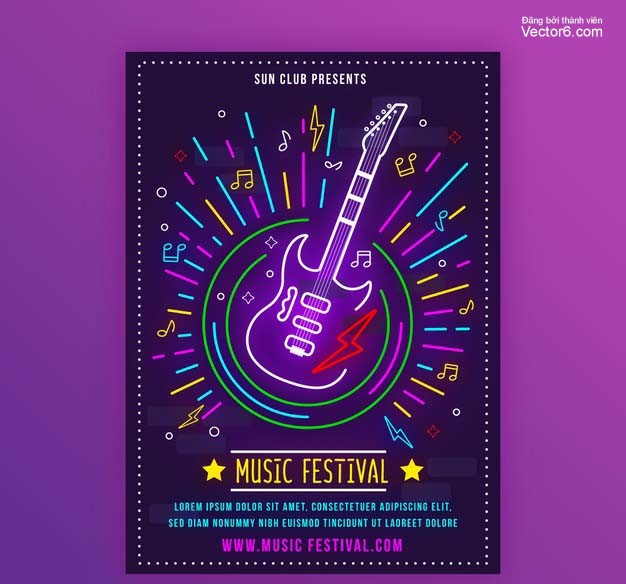 Đăng bởi thành viên
Vector6.com
SUN CLUB PRESENTS
MUSIC FESTIVAL
LOREM IPSUM DOLOR SIT AMET, CONSECTETUER ADIPISCING ELIT,
SED DIAM NONUMMY NIBH EUISMOD TINCIDUNT UT LAOREET DOLORE
WWW.MUSIC FESTIVAL.COM